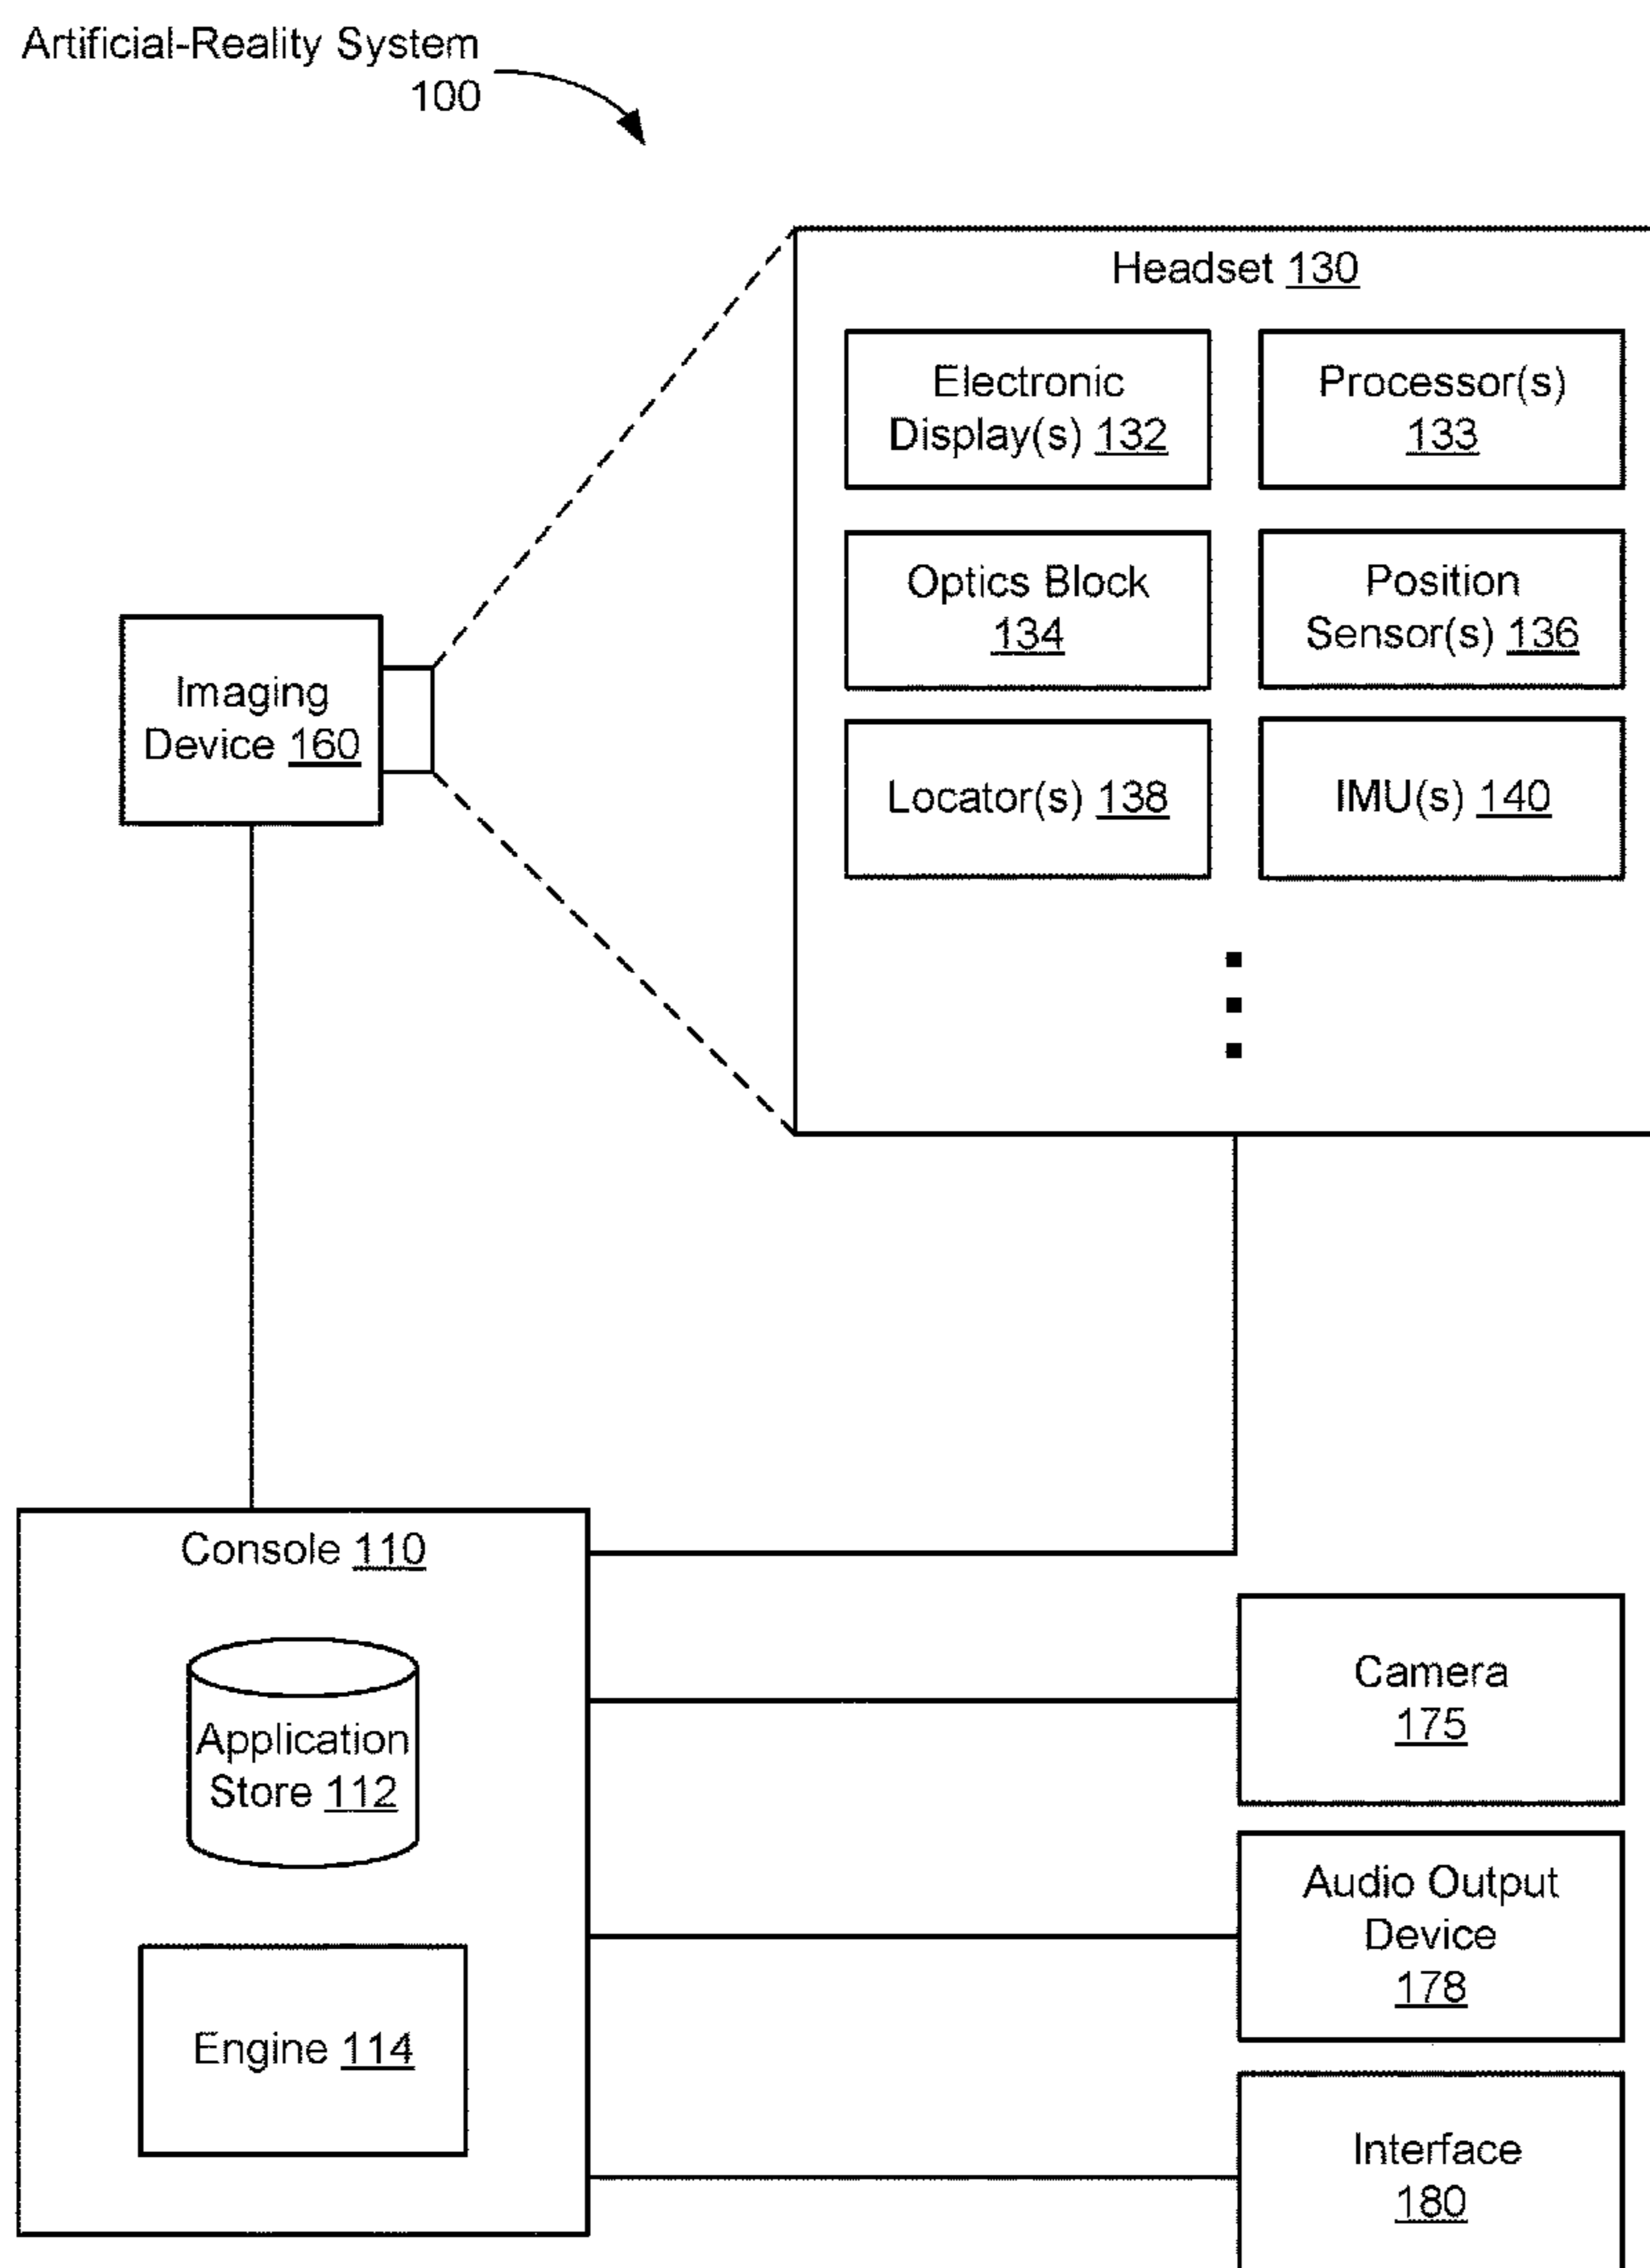 Artificial-Reality System
100
Headset 130
Electronic
Display(s) 132
Processor(s)
133
Optics Block
134
Position
Sensor(s) 136
Locator(s) 138
IMU(s) 140
Imaging
Device 160
Console 110
Application
Store 112
Engine 114
Camera
175
Audio Output
Device
178
Interface
180